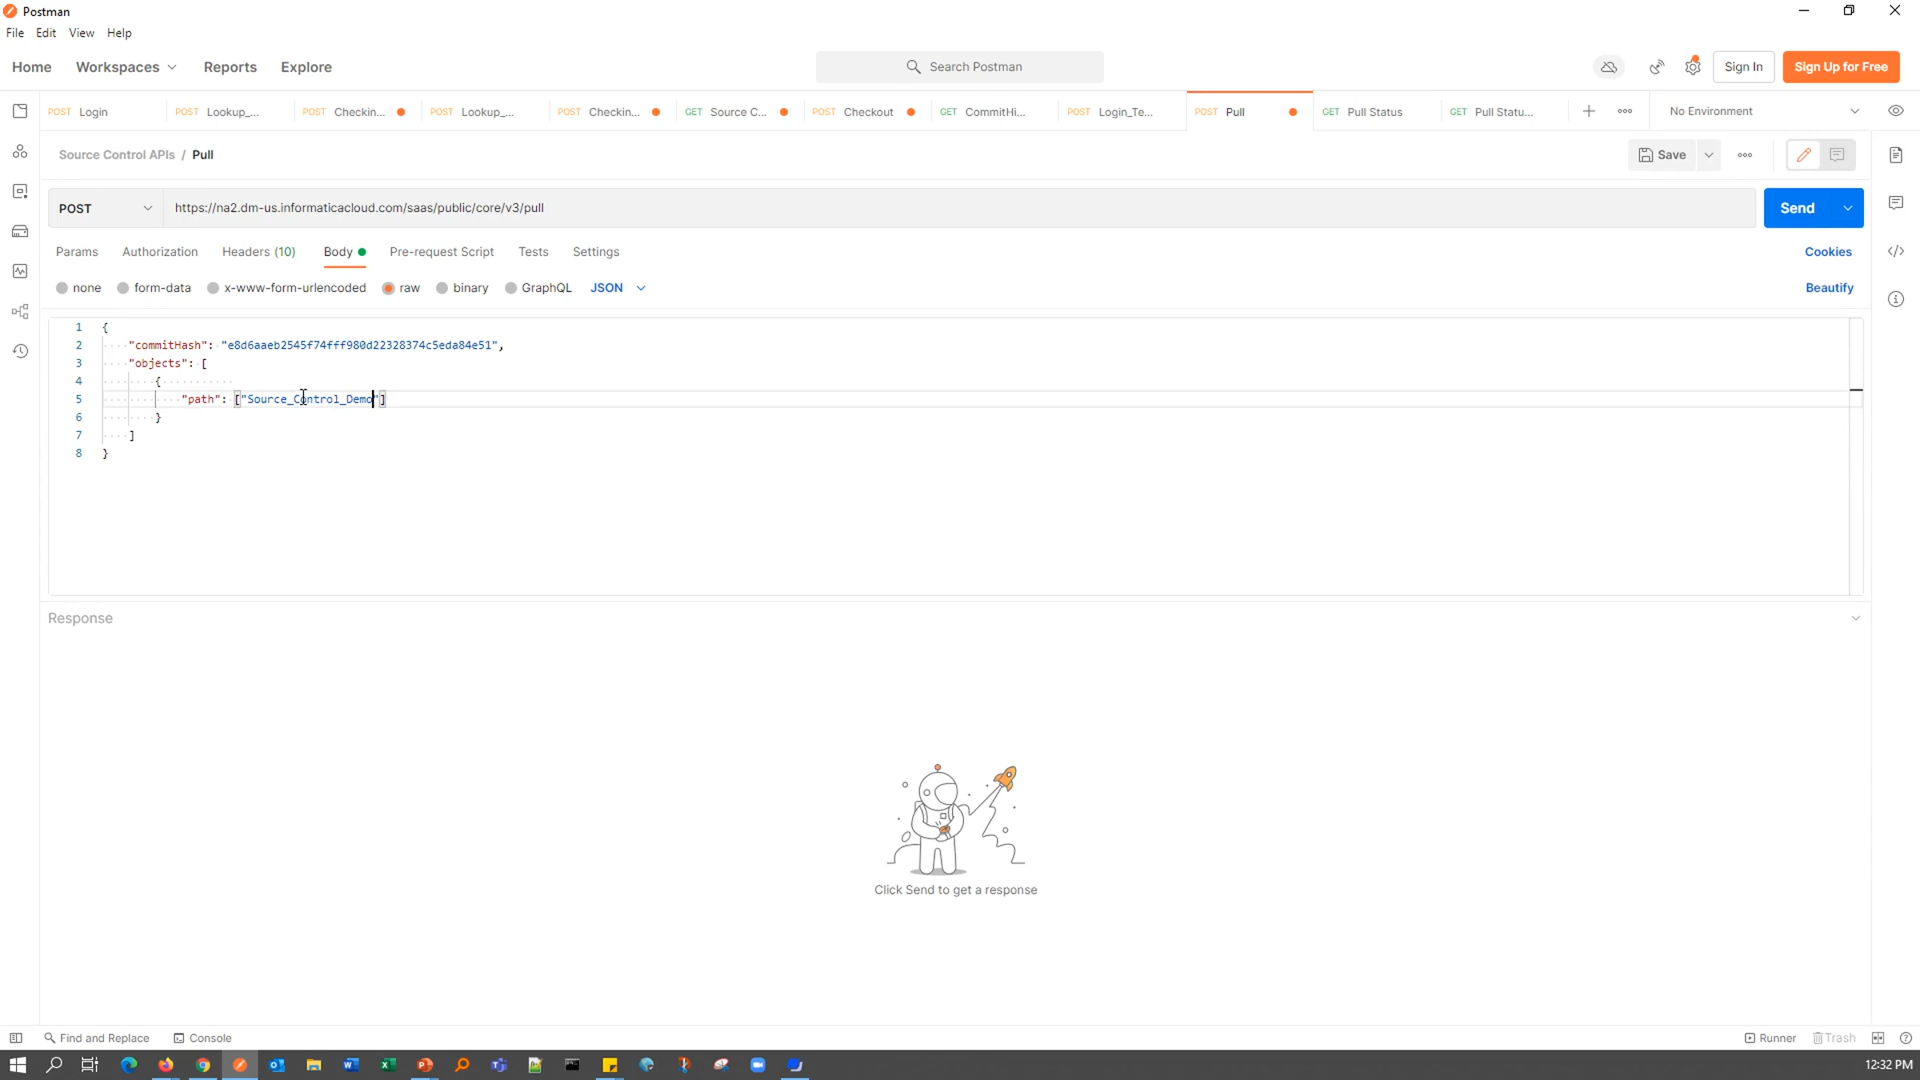 Postman
File Edit View Help
Home Workspaces Reports Explore Search Postman Sign In Sign Up for Free
POST Login POST Lookup_... POST Checkin... POST Lookup_... POST Checkin... GET Source C... POST Checkout GET CommitHi... POST Login_Te... POST Pull GET Pull Status GET Pull Statu... No Environment
Source Control APIs / Pull Save
POST https://na2.dm-us.informaticacloud.com/saas/public/core/v3/pull Send
Params Authorization Headers (10) Body Pre-request Script Tests Settings Cookies
none form-data x-www-form-urlencoded raw binary GraphQL JSON Beautify
1 {
2 "commitHash": "e8d6aaeb2545f74fff980d22328374c5eda84e51",
3 "objects": [
4 {
5 "path": ["Source_Control_Demo"]
6 }
7 ]
8 }
Response
Click Send to get a response
Find and Replace Console Runner Trash
12:32 PM